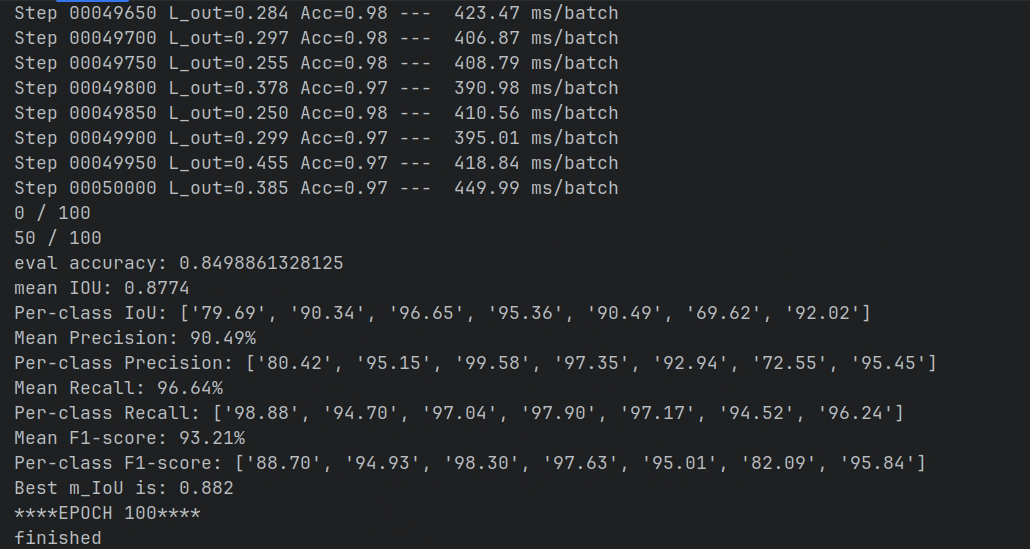 Step 00049650 L_out=0.284 Acc=0.98 ---  423.47 ms/batch
Step 00049700 L_out=0.297 Acc=0.98 ---  406.87 ms/batch
Step 00049750 L_out=0.255 Acc=0.98 ---  408.79 ms/batch
Step 00049800 L_out=0.378 Acc=0.97 ---  390.98 ms/batch
Step 00049850 L_out=0.250 Acc=0.98 ---  410.56 ms/batch
Step 00049900 L_out=0.299 Acc=0.97 ---  395.01 ms/batch
Step 00049950 L_out=0.455 Acc=0.97 ---  418.84 ms/batch
Step 00050000 L_out=0.385 Acc=0.97 ---  449.99 ms/batch
0 / 100
50 / 100
eval accuracy: 0.8498861328125
mean IOU: 0.8774
Per-class IoU: ['79.69', '90.34', '96.65', '95.36', '90.49', '69.62', '92.02']
Mean Precision: 90.49%
Per-class Precision: ['80.42', '95.15', '99.58', '97.35', '92.94', '72.55', '95.45']
Mean Recall: 96.64%
Per-class Recall: ['98.88', '94.70', '97.04', '97.90', '97.17', '94.52', '96.24']
Mean F1-score: 93.21%
Per-class F1-score: ['88.70', '94.93', '98.30', '97.63', '95.01', '82.09', '95.84']
Best m_IoU is: 0.882
****EPOCH 100****
finished